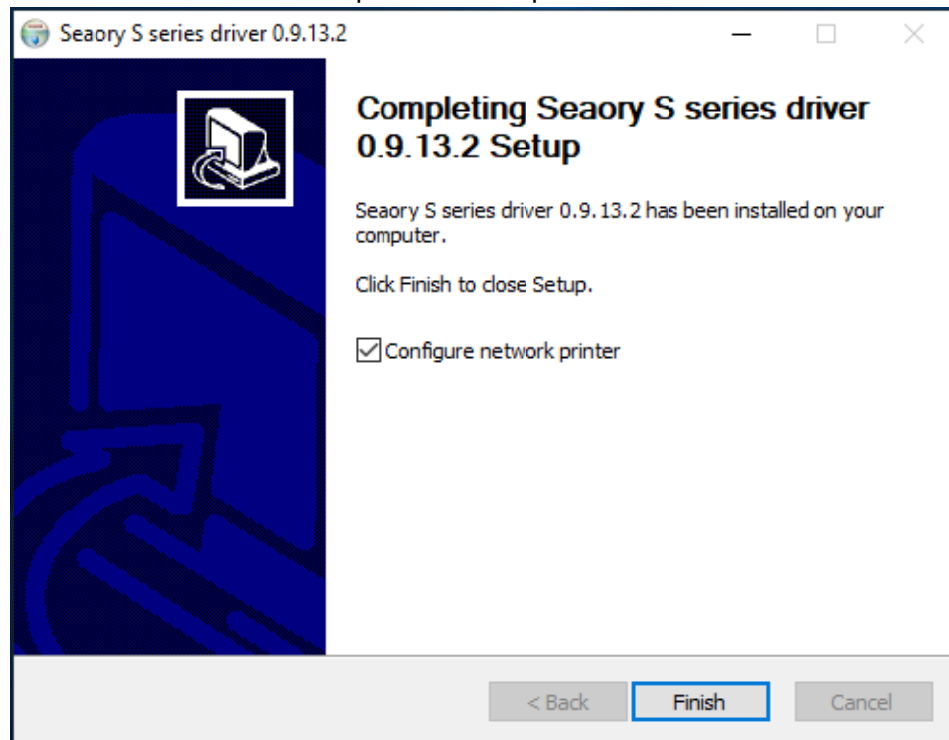 Seaory S series driver 0.9.13.2
Completing Seaory S series driver
0.9.13.2 Setup
Seaory S series driver 0.9.13.2 has been installed on your
computer.
Click Finish to close Setup.
Configure network printer
< Back Finish Cancel